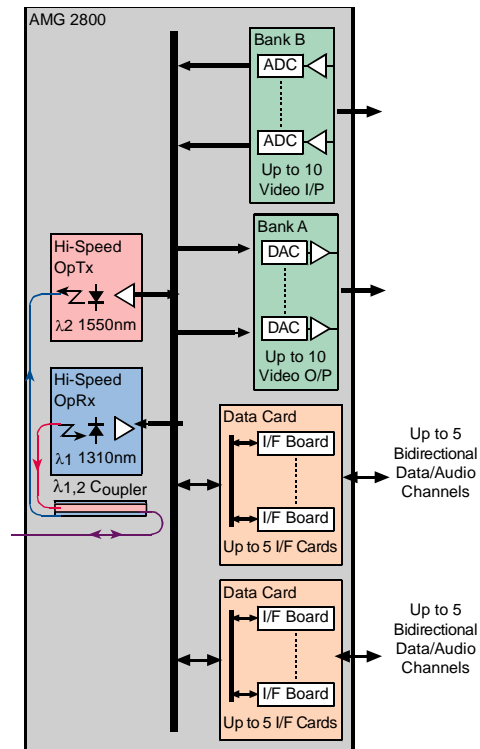 AMG 2800
Bank B
ADC
ADC
Up to 10
Video I/P
Bank A
DAC
DAC
Up to 10
Video O/P
Hi-Speed
OpTx
λ2 1550nm
Hi-Speed
OpRx
λ1 1310nm
λ1,2 Coupler
Data Card
I/F Board
I/F Board
Up to 5 I/F Cards
Up to 5
Bidirectional
Data/Audio
Channels
Data Card
I/F Board
I/F Board
Up to 5 I/F Cards
Up to 5
Bidirectional
Data/Audio
Channels